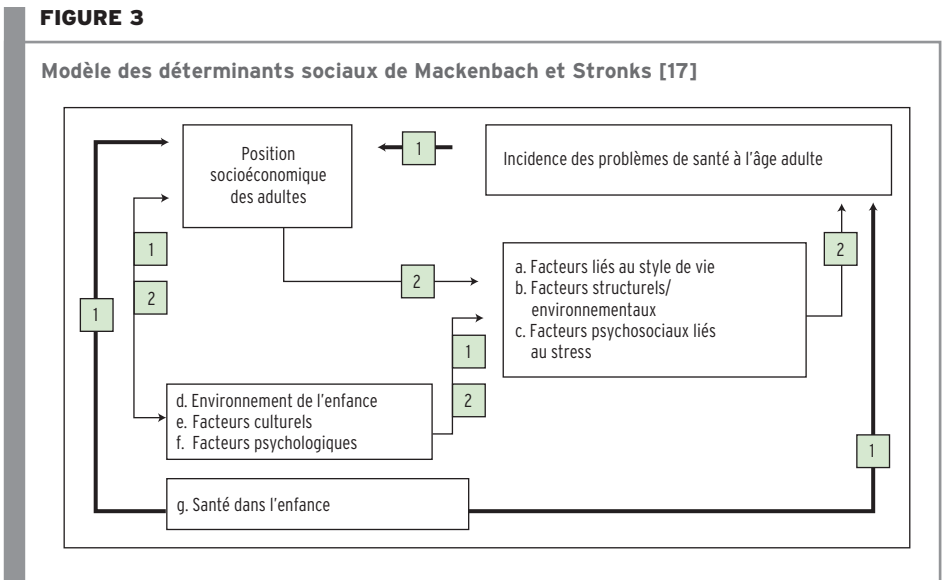 FIGURE 3
Modèle des déterminants sociaux de Mackenbach et Stronks [17]
Position
socioéconomique
des adultes
1
Incidence des problèmes de santé à l'âge adulte
1
2
1
2
a. Facteurs liés au style de vie
b. Facteurs structurels/
environnementaux
c. Facteurs psychosociaux liés
au stress
2
1
2
d. Environnement de l'enfance
e. Facteurs culturels
f. Facteurs psychologiques
1
g. Santé dans l'enfance